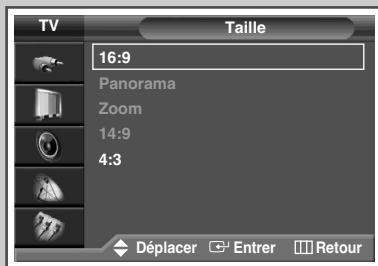 TV
Taille
16:9
Panorama
Zoom
14:9
4:3
Déplacer Entrer Retour